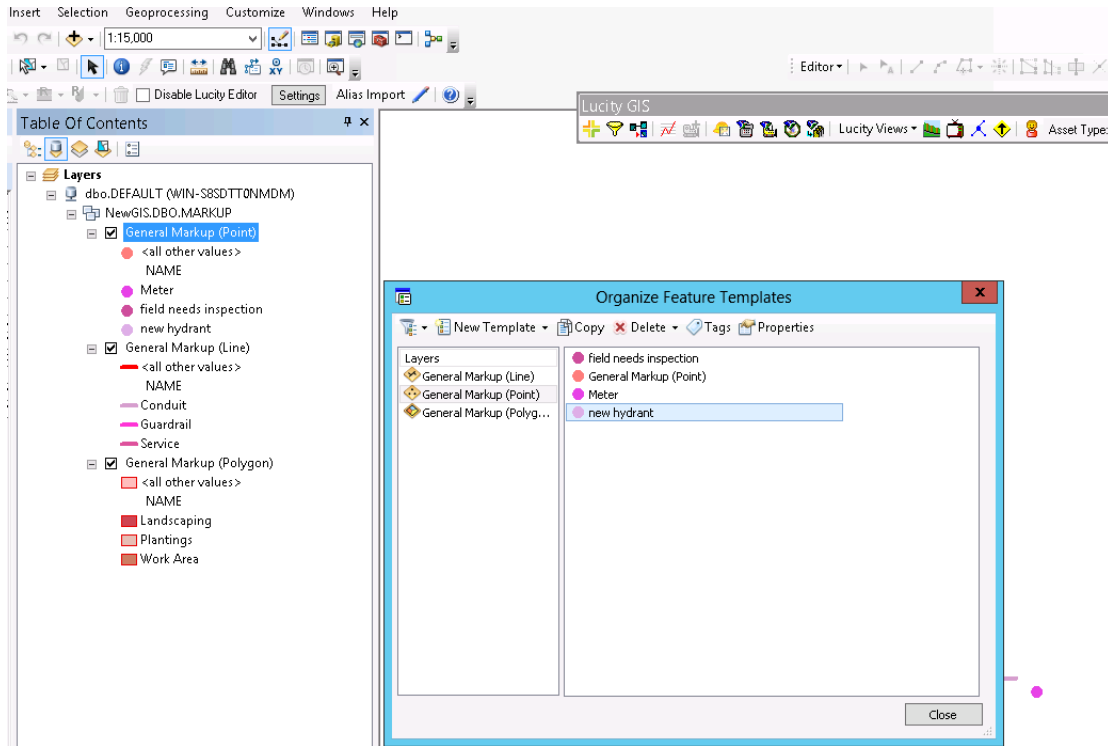 Insert Selection Geoprocessing Customize Windows Help
1:15,000
Editor
Disable Lucity Editor Settings Alias Import
Lucity GIS
Lucity Views Asset Type:
Table Of Contents
Layers
dbo.DEFAULT (WIN-S8SDTT0NMDM)
NewGIS.DBO.MARKUP
General Markup (Point)
<all other values>
NAME
Meter
field needs inspection
new hydrant
General Markup (Line)
<all other values>
NAME
Conduit
Guardrail
Service
General Markup (Polygon)
<all other values>
NAME
Landscaping
Plantings
Work Area
Organize Feature Templates
New Template Copy Delete Tags Properties
Layers
General Markup (Line)
General Markup (Point)
General Markup (Polyg...
field needs inspection
General Markup (Point)
Meter
new hydrant
Close